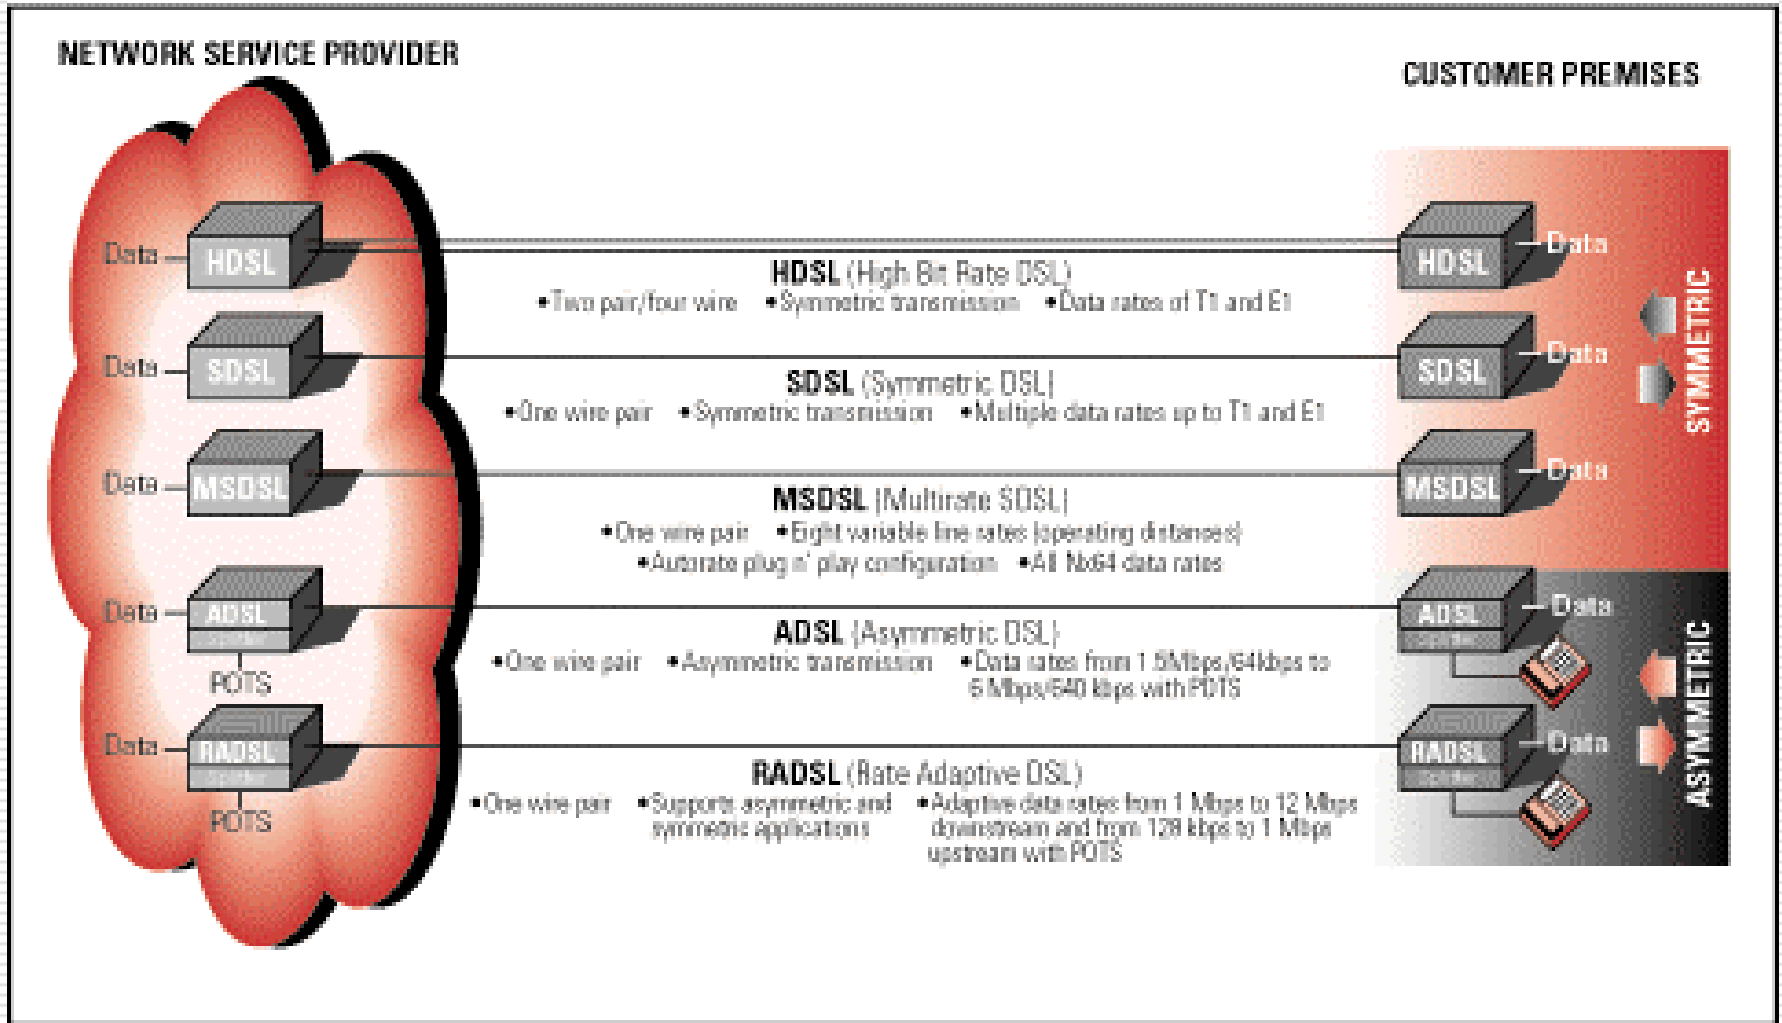 NETWORK SERVICE PROVIDER
CUSTOMER PREMISES
Data
HDSL
HDSL
Data
HDSL (High Bit Rate DSL)
•Two pair/four wire •Symmetric transmission •Data rates of T1 and E1
Data
SDSL
SDSL
Data
SDSL (Symmetric DSL)
•One wire pair •Symmetric transmission •Multiple data rates up to T1 and E1
SYMMETRIC
Data
MSDSL
MSDSL
Data
MSDSL (Multirate SDSL)
•One wire pair •Eight variable line rates (operating distances)
•Autorate plug n' play configuration •All Nx64 data rates
Data
ADSL
POTS
ADSL
Data
ADSL (Asymmetric DSL)
•One wire pair •Asymmetric transmission •Data rates from 1.5Mbps/64kbps to
6 Mbps/640 kbps with POTS
ASYMMETRIC
Data
RADSL
POTS
RADSL
Data
RADSL (Rate Adaptive DSL)
•One wire pair •Supports asymmetric and •Adaptive data rates from 1 Mbps to 12 Mbps
symmetric applications downstream and from 128 kbps to 1 Mbps
upstream with POTS